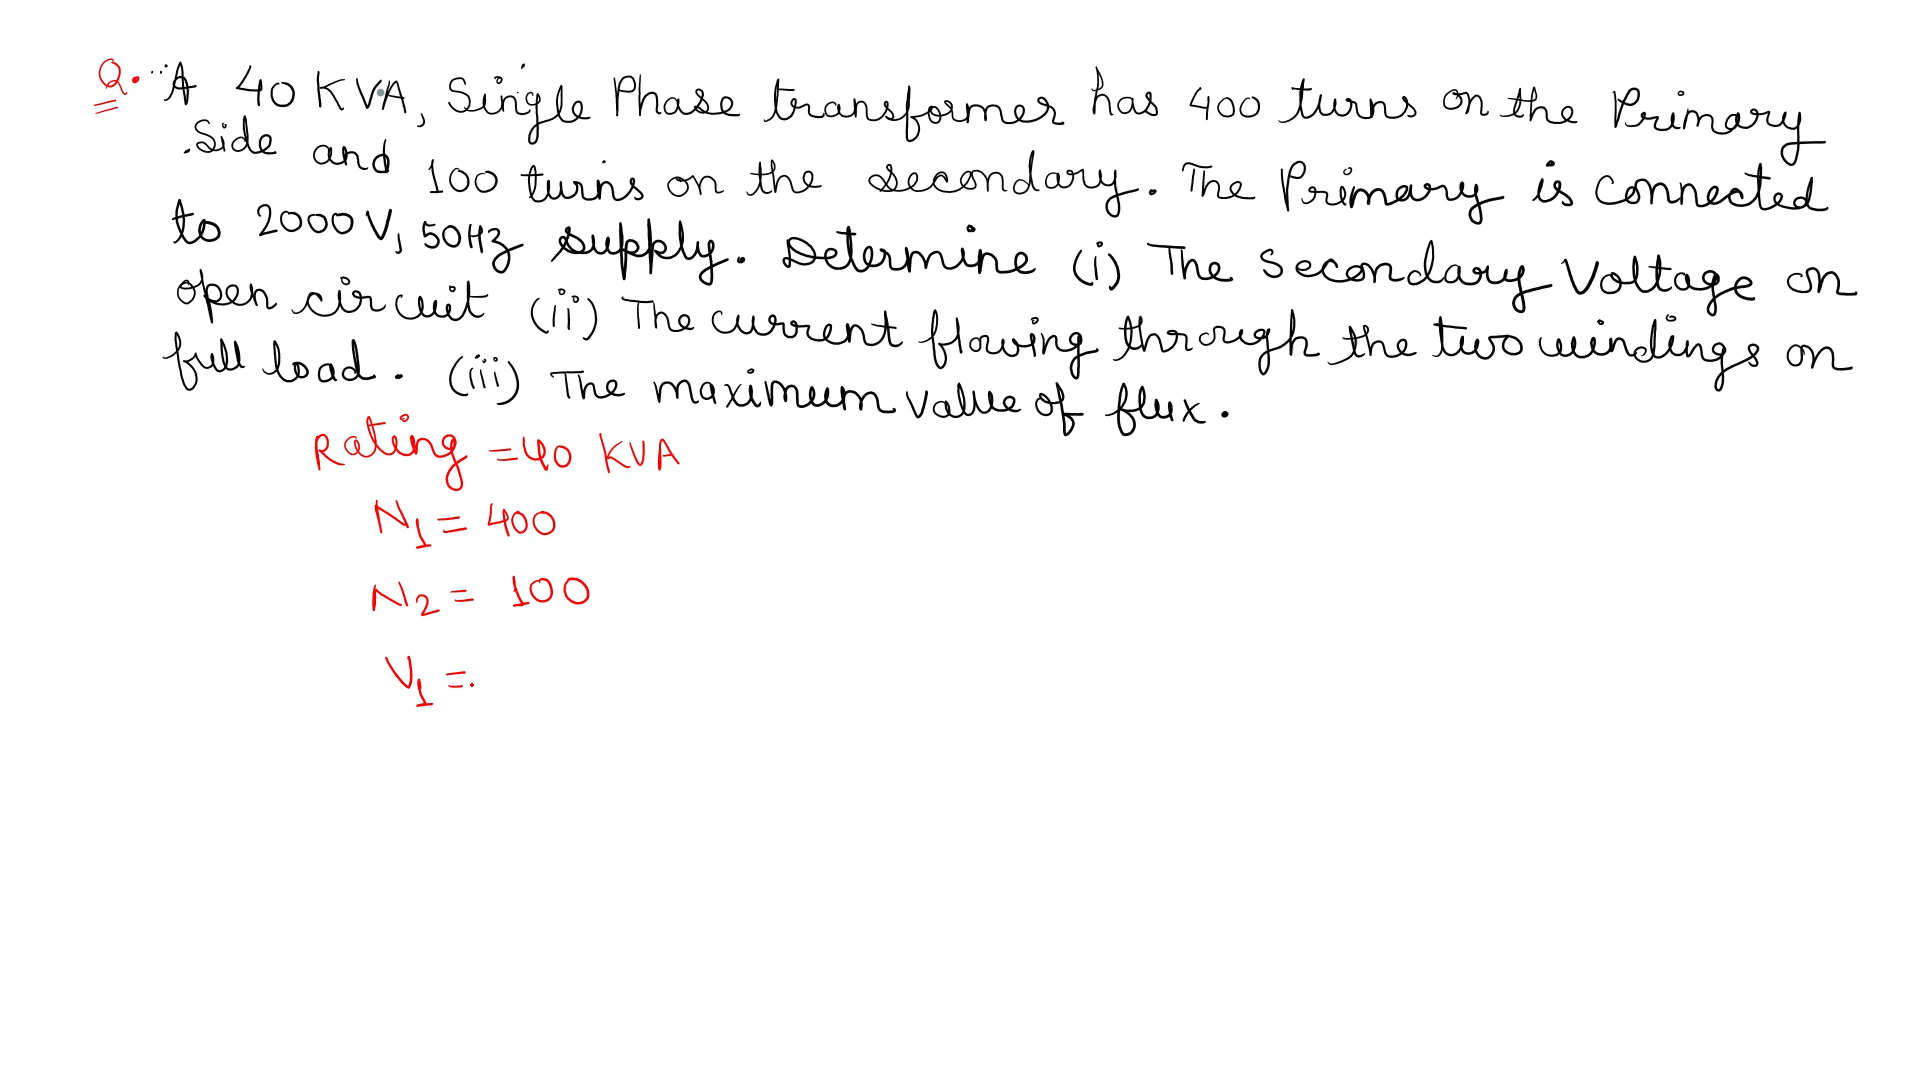 Q. A 40 KVA, Single Phase transformer has 400 turns on the Primary
Side and 100 turns on the secondary. The Primary is connected
to 2000 V, 50Hz supply. Determine (i) The Secondary Voltage on
open circuit (ii) The current flowing through the two windings on
full load. (iii) The maximum value of flux.
Rating = 40 KVA
N1 = 400
N2 = 100
V1 =